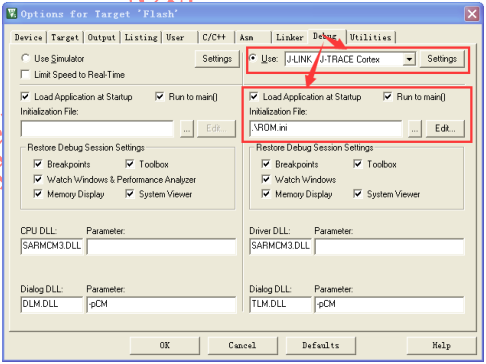 Options for Target 'Flash'
Device Target Output Listing User C/C++ Asm Linker Debug Utilities
Use Simulator Settings
Limit Speed to Real-Time
Use: J-LINK / J-TRACE Cortex Settings
Load Application at Startup Run to main()
Initialization File:
... Edit...
Load Application at Startup Run to main()
Initialization File:
.\ROM.ini ... Edit...
Restore Debug Session Settings
Breakpoints Toolbox
Watch Windows & Performance Analyzer
Memory Display System Viewer
Restore Debug Session Settings
Breakpoints Toolbox
Watch Windows
Memory Display System Viewer
CPU DLL: Parameter:
SARMCM3.DLL
Driver DLL: Parameter:
SARMCM3.DLL
Dialog DLL: Parameter:
DLM.DLL -pCM
Dialog DLL: Parameter:
TLM.DLL -pCM
OK Cancel Defaults Help